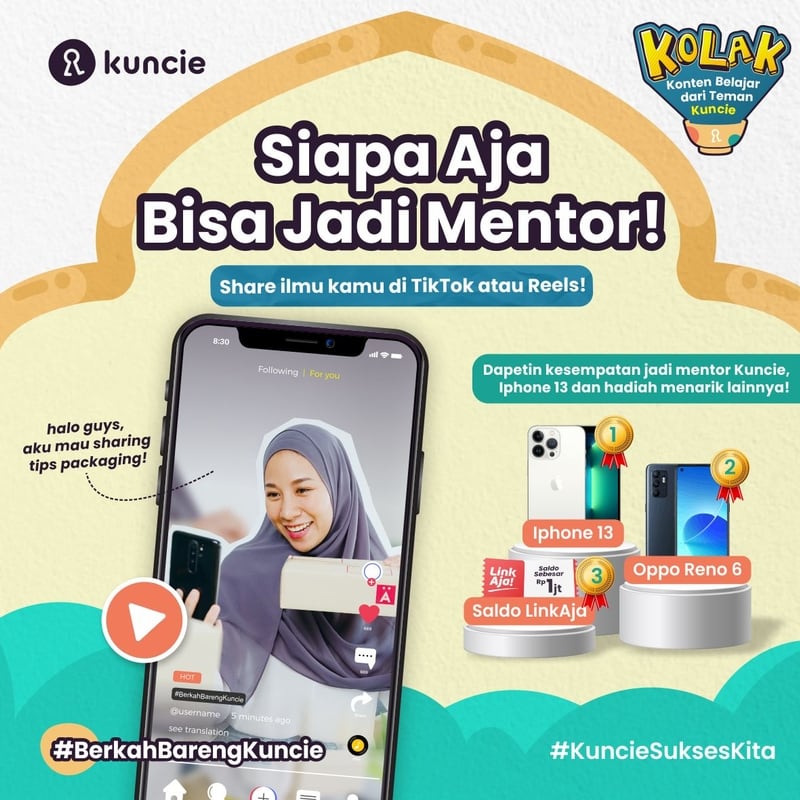 kuncie
KOLAK
Konten Belajar
dari Teman
Kuncie
Siapa Aja
Bisa Jadi Mentor!
Share ilmu kamu di TikTok atau Reels!
8:30
Following | For you
halo guys,
aku mau sharing
tips packaging!
Dapetin kesempatan jadi mentor Kuncie,
Iphone 13 dan hadiah menarik lainnya!
1
2
Iphone 13
Oppo Reno 6
Link
Aja!
Saldo
Sebesar
Rp 1jt
3
Saldo LinkAja
HOT
#BerkahBarengKuncie
@username 5 minutes ago
see translation
#BerkahBarengKuncie
#KuncieSuksesKita